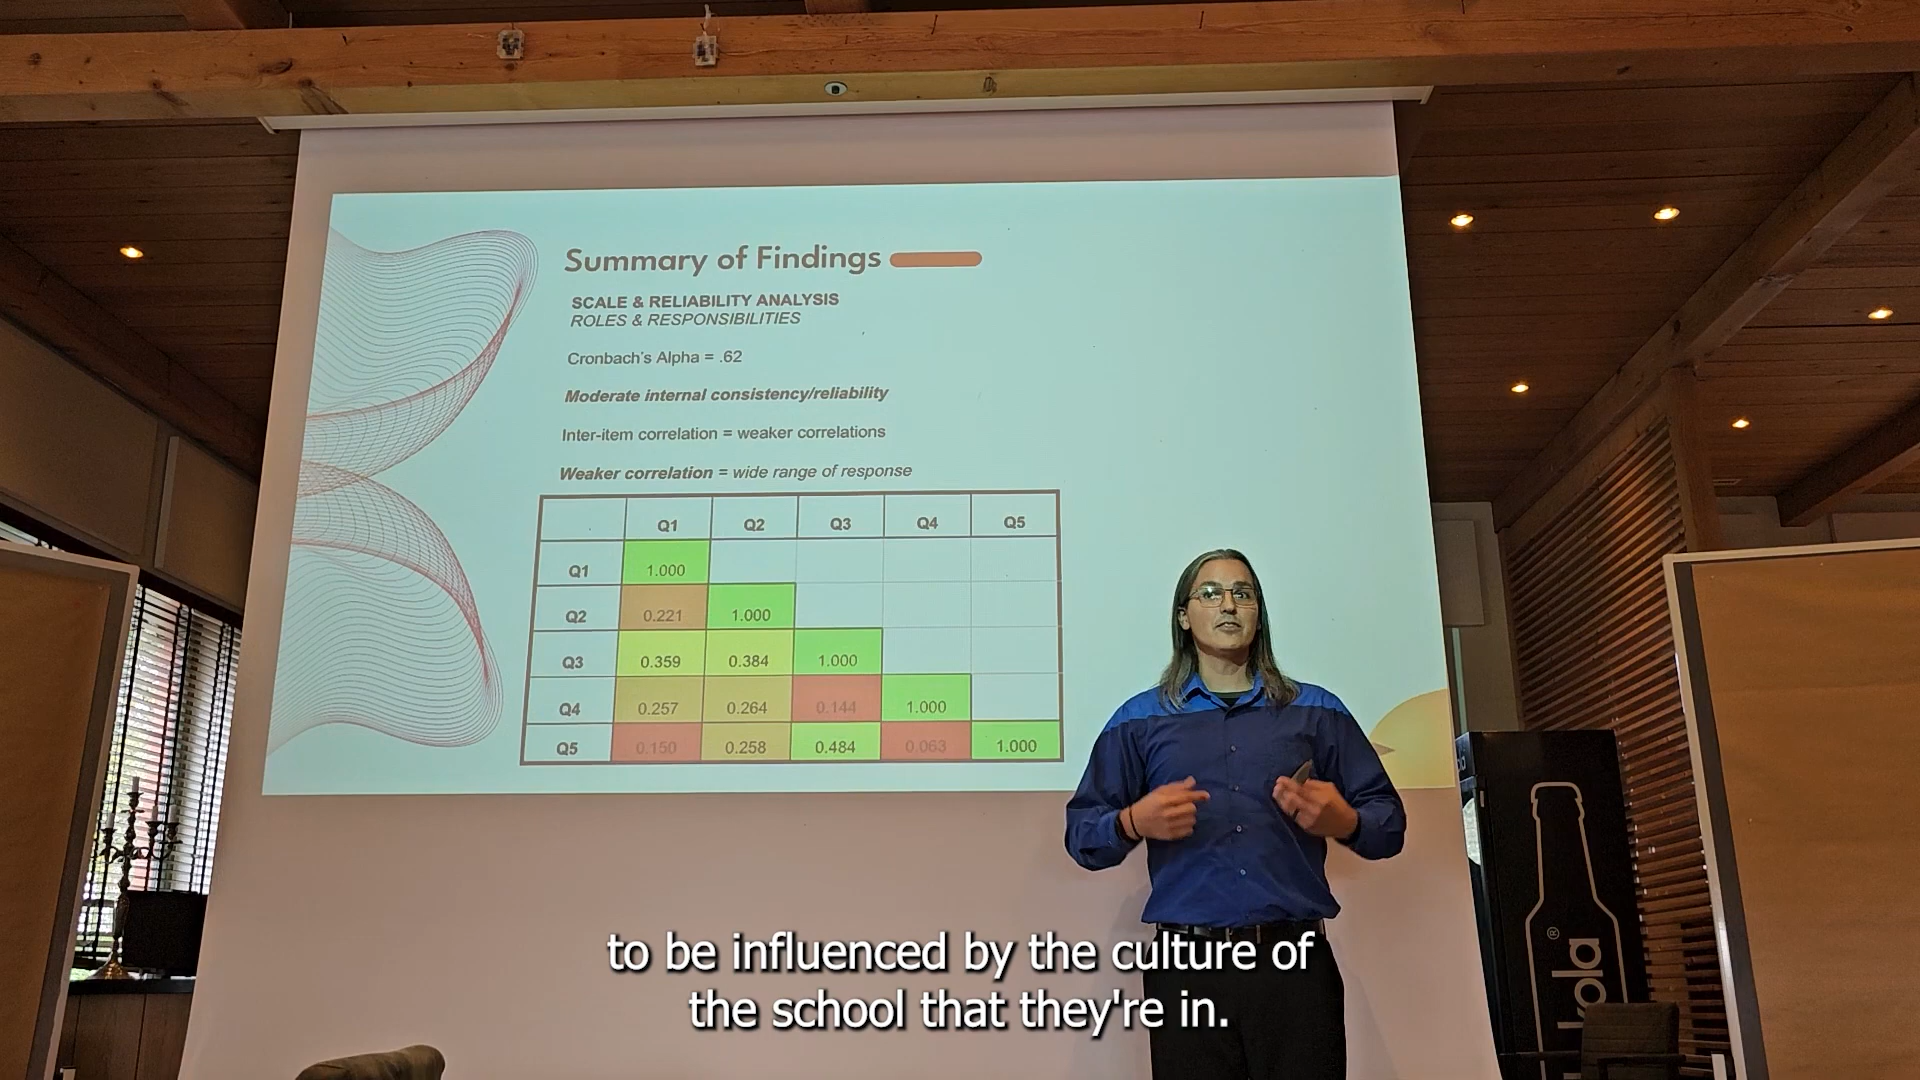 Summary of Findings
SCALE & RELIABILITY ANALYSIS
ROLES & RESPONSIBILITIES
Cronbach's Alpha = .62
Moderate internal consistency/reliability
Inter-item correlation = weaker correlations
Weaker correlation = wide range of response
Q1 Q2 Q3 Q4 Q5
Q1 1.000
Q2 0.221 1.000
Q3 0.359 0.384 1.000
Q4 0.257 0.264 0.144 1.000
Q5 0.150 0.258 0.484 0.063 1.000
to be influenced by the culture of
the school that they're in.